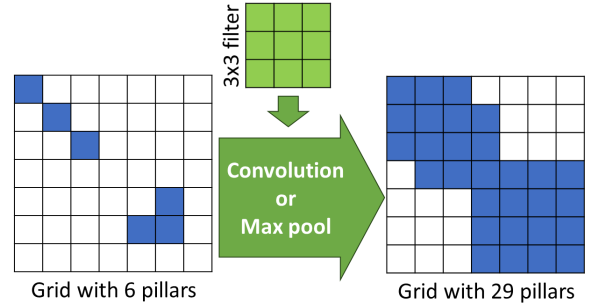 3x3 filter
Convolution
or
Max pool
Grid with 6 pillars
Grid with 29 pillars